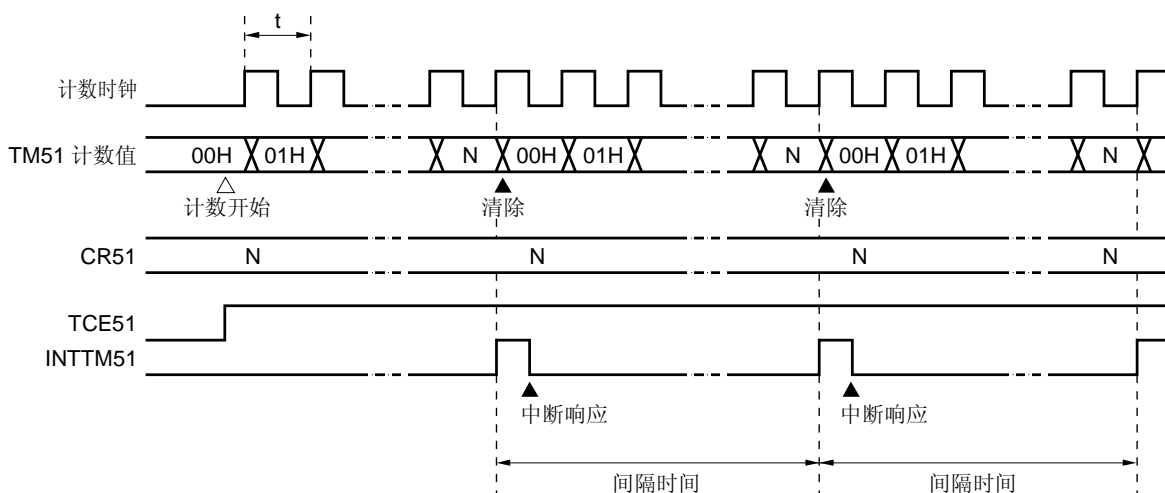 t
计数时钟
TM51 计数值 00H 01H N 00H 01H N 00H 01H N
计数开始 清除 清除
CR51 N N N N
TCE51
INTTM51
中断响应 中断响应
间隔时间 间隔时间